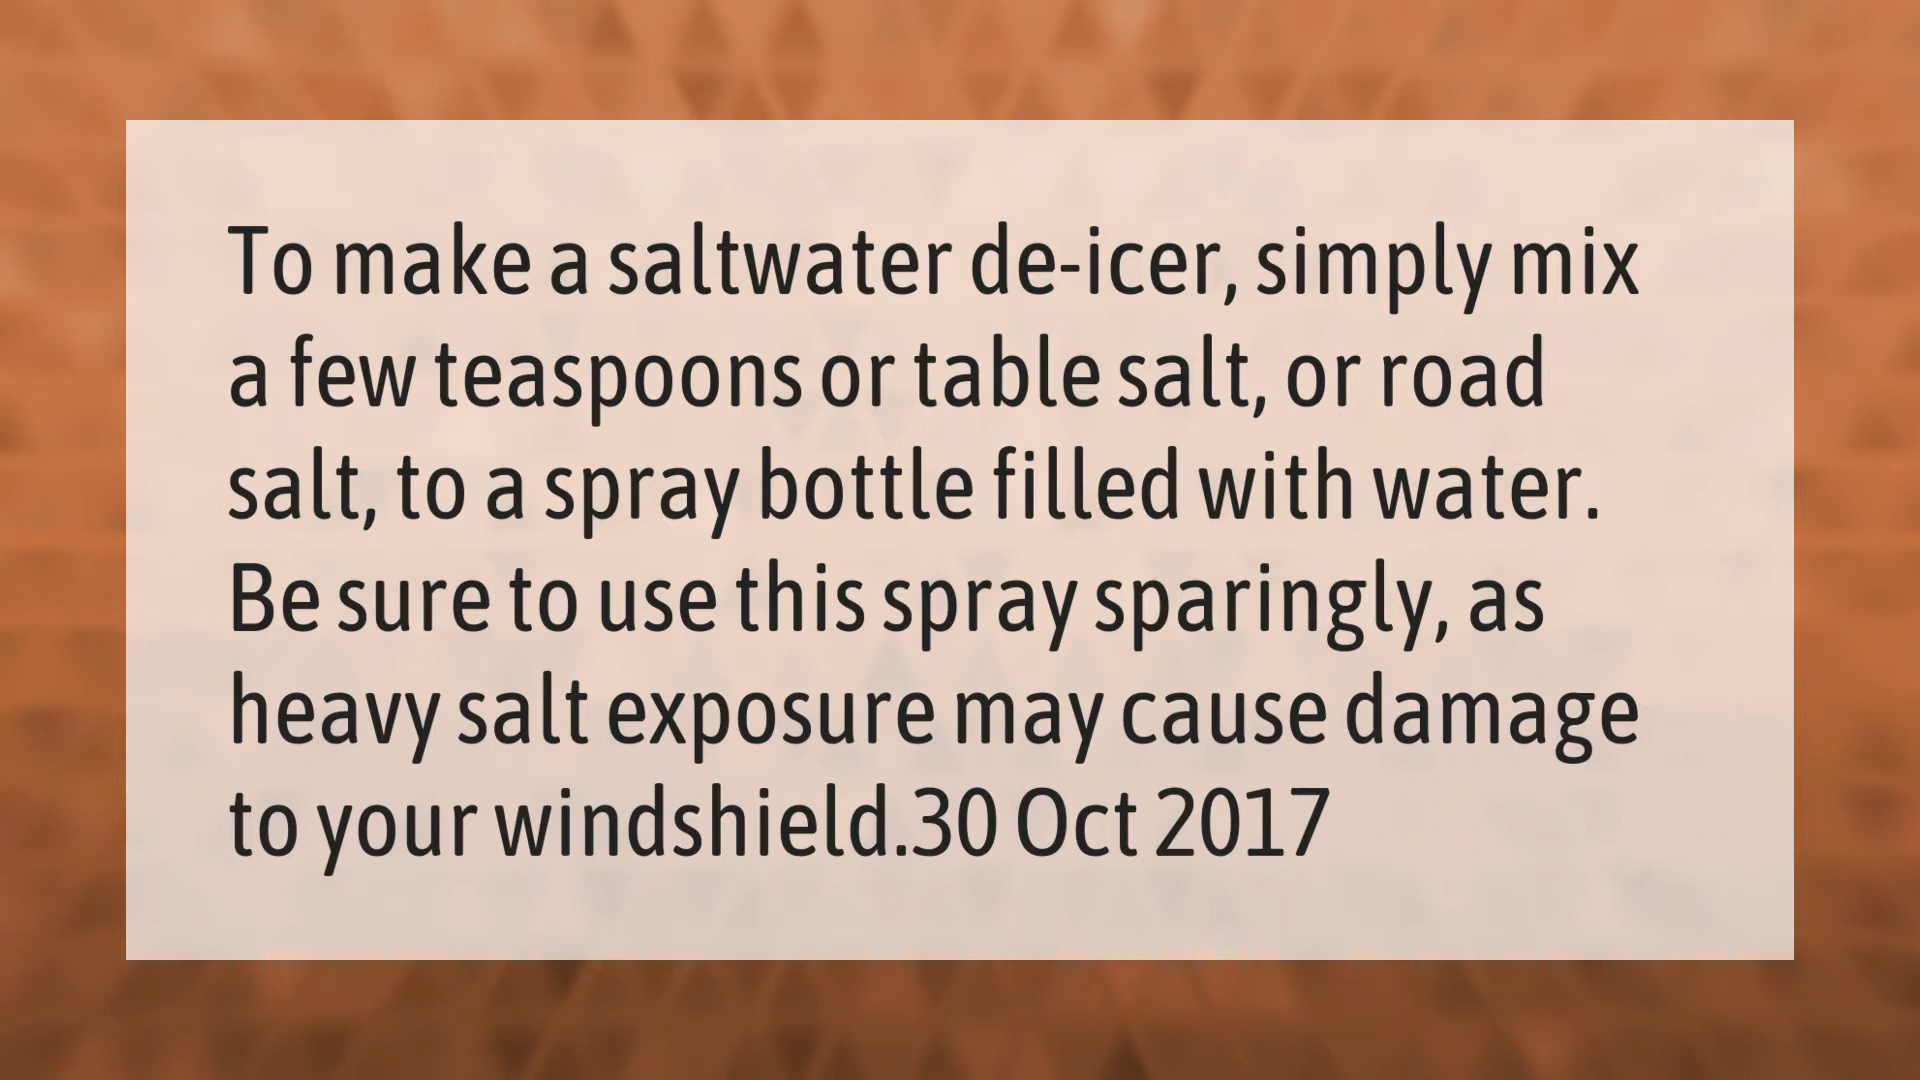 To make a saltwater de-icer, simply mix
a few teaspoons or table salt, or road
salt, to a spray bottle filled with water.
Be sure to use this spray sparingly, as
heavy salt exposure may cause damage
to your windshield.30 Oct 2017